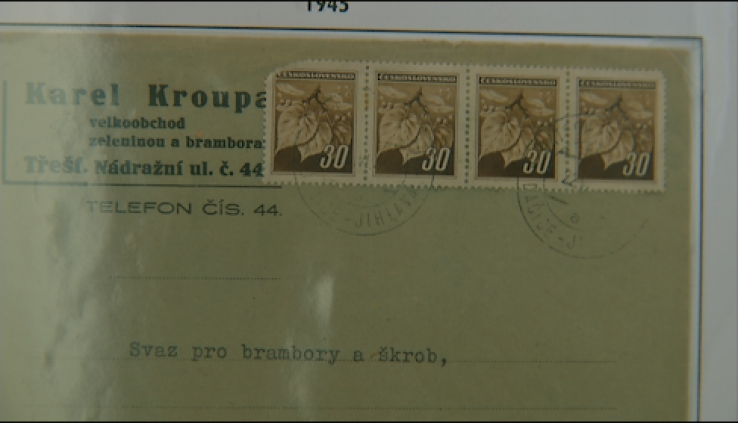 1945
Karel Kroupa
velkoobchod
zeleninou a brambora
Třešť. Nádražní ul. č. 44
TELEFON ČÍS. 44.
ČESKOSLOVENSKO ČESKOSLOVENSKO ČESKOSLOVENSKO ČESKOSLOVENSKO
30 30 30 30
Svaz pro brambory a škrob,